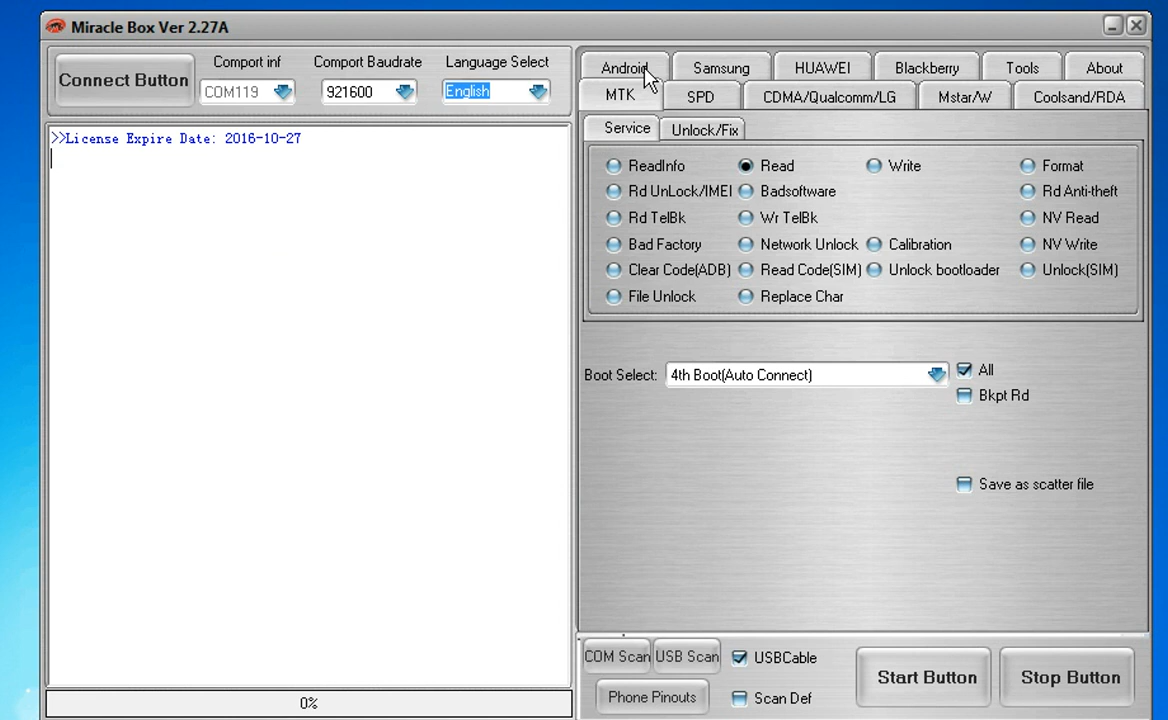 Miracle Box Ver 2.27A
Connect Button
Comport inf
Comport Baudrate
Language Select
COM119
921600
English
>>License Expire Date: 2016-10-27
0%
Android
Samsung
HUAWEI
Blackberry
Tools
About
MTK
SPD
CDMA/Qualcomm/LG
Mstar/W
Coolsand/RDA
Service
Unlock/Fix
ReadInfo
Read
Write
Format
Rd UnLock/IMEI
Badsoftware
Rd Anti-theft
Rd TelBk
Wr TelBk
NV Read
Bad Factory
Network Unlock
Calibration
NV Write
Clear Code(ADB)
Read Code(SIM)
Unlock bootloader
Unlock(SIM)
File Unlock
Replace Char
Boot Select:
4th Boot(Auto Connect)
All
Bkpt Rd
Save as scatter file
COM Scan
USB Scan
USBCable
Start Button
Stop Button
Phone Pinouts
Scan Def